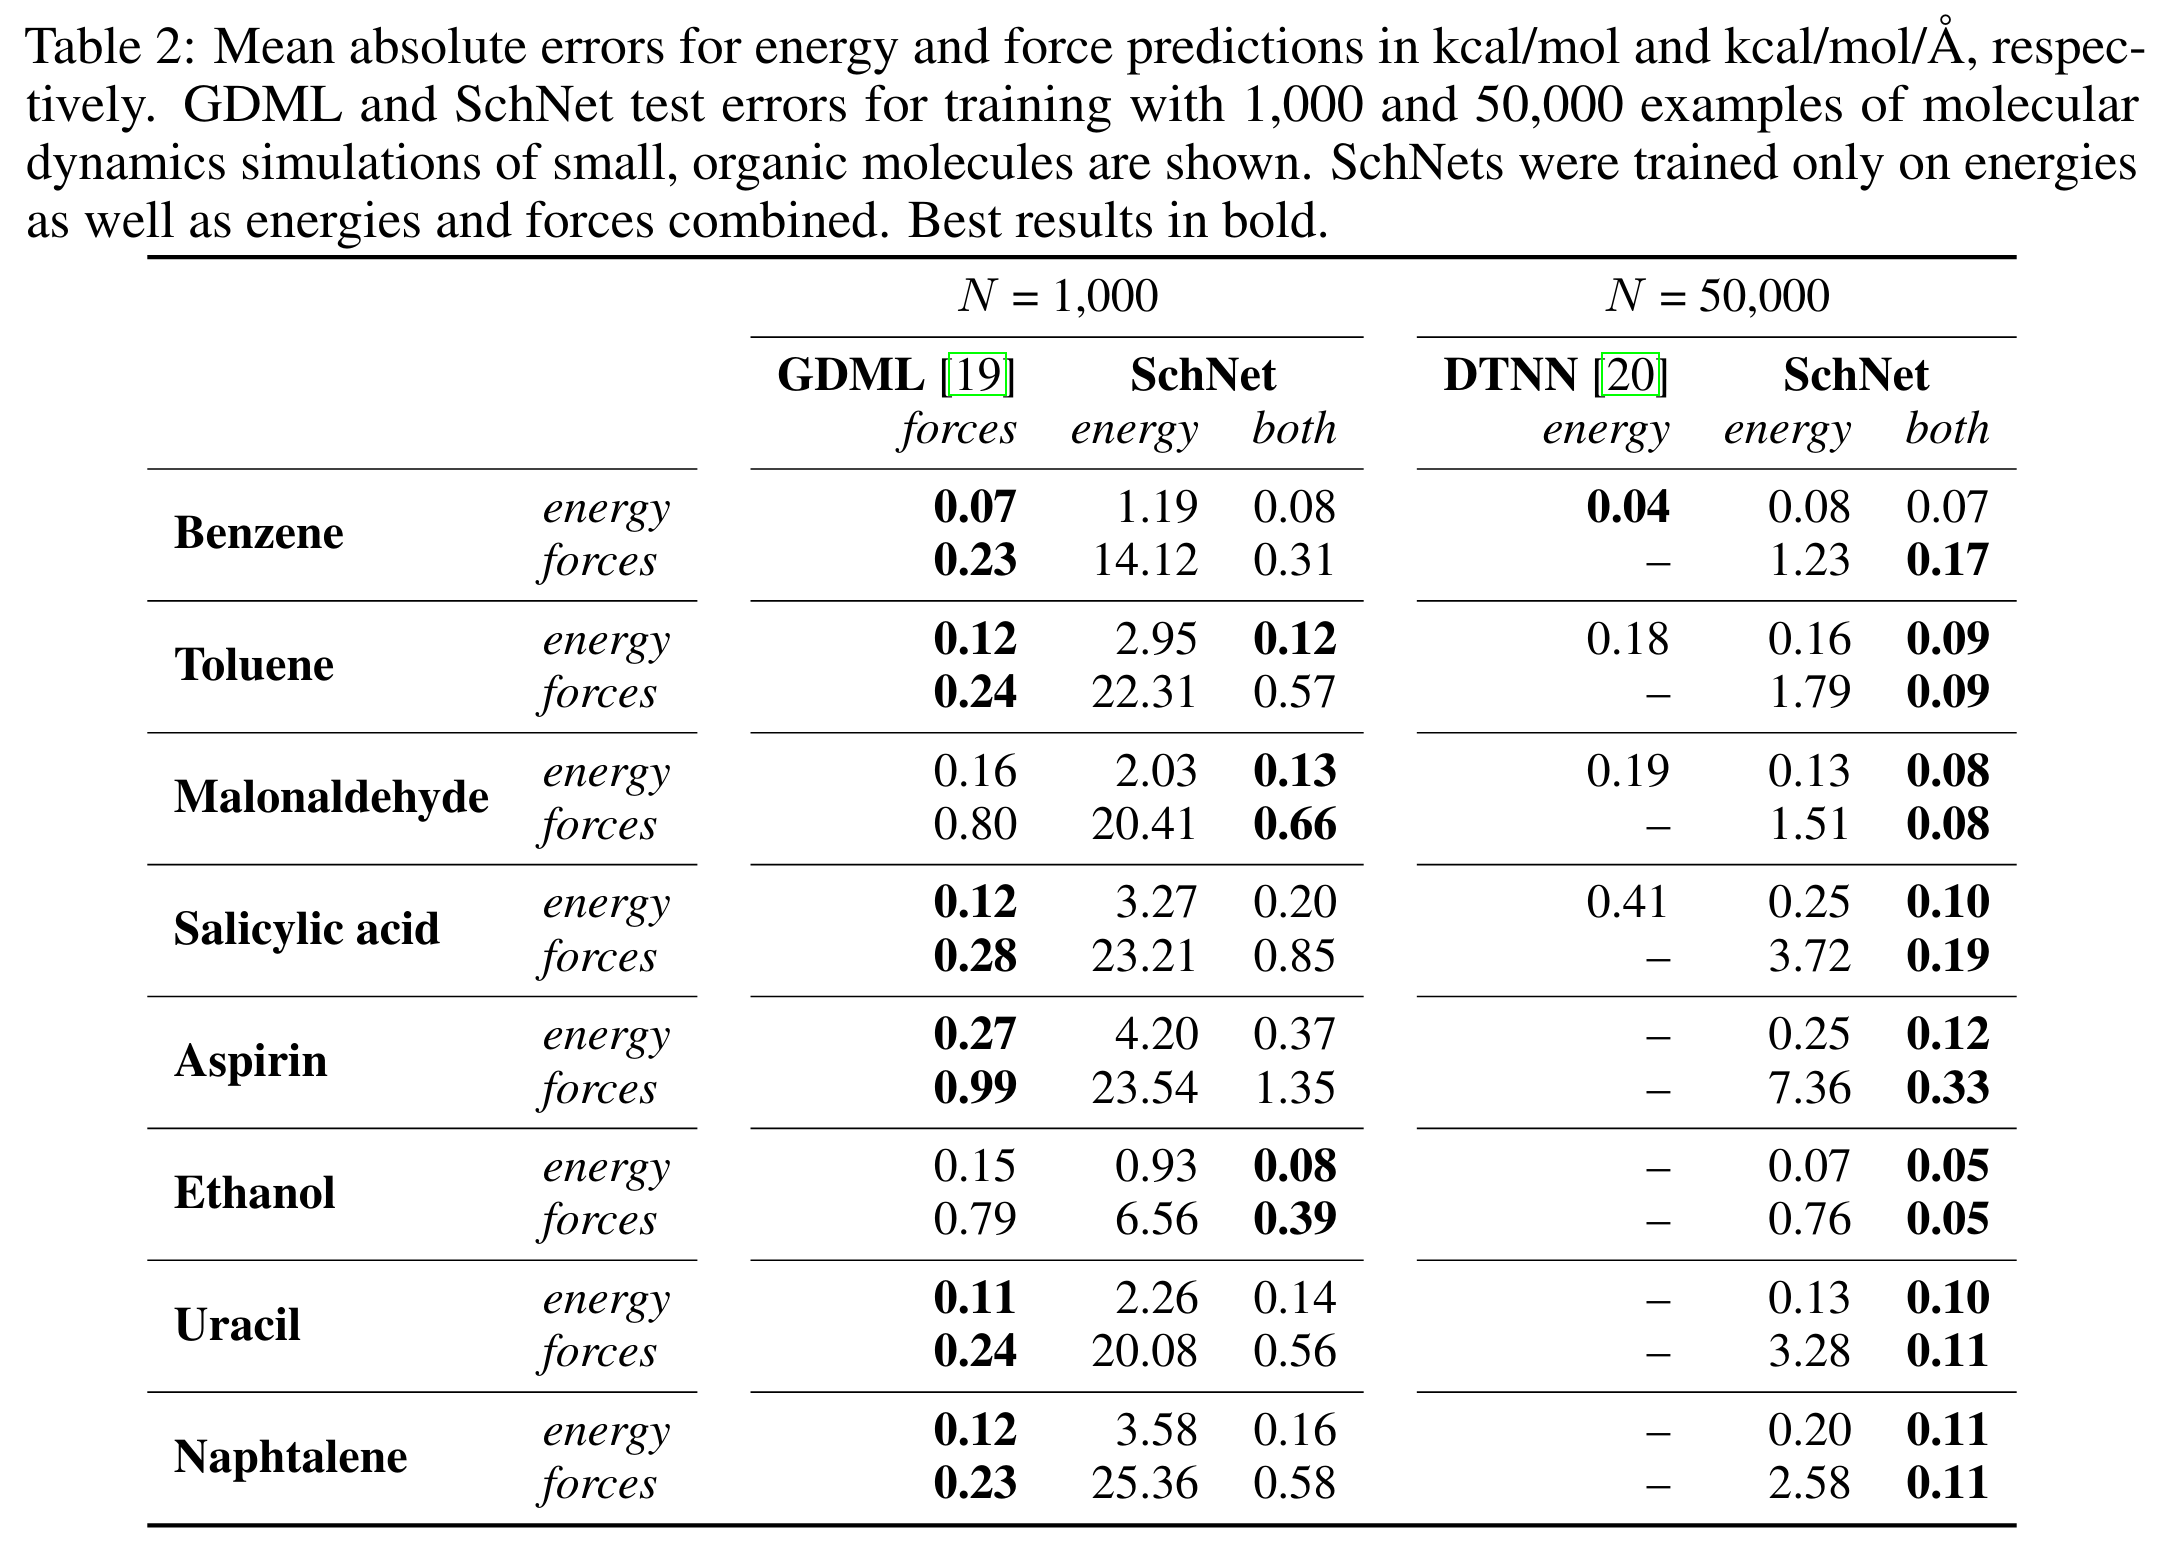 Table 2: Mean absolute errors for energy and force predictions in kcal/mol and kcal/mol/Å, respec-
tively. GDML and SchNet test errors for training with 1,000 and 50,000 examples of molecular
dynamics simulations of small, organic molecules are shown. SchNets were trained only on energies
as well as energies and forces combined. Best results in bold.
N = 1,000 N = 50,000
GDML [19] SchNet DTNN [20] SchNet
forces energy both energy energy both
Benzene
energy 0.07 1.19 0.08 0.04 0.08 0.07
forces 0.23 14.12 0.31 – 1.23 0.17
Toluene
energy 0.12 2.95 0.12 0.18 0.16 0.09
forces 0.24 22.31 0.57 – 1.79 0.09
Malonaldehyde
energy 0.16 2.03 0.13 0.19 0.13 0.08
forces 0.80 20.41 0.66 – 1.51 0.08
Salicylic acid
energy 0.12 3.27 0.20 0.41 0.25 0.10
forces 0.28 23.21 0.85 – 3.72 0.19
Aspirin
energy 0.27 4.20 0.37 – 0.25 0.12
forces 0.99 23.54 1.35 – 7.36 0.33
Ethanol
energy 0.15 0.93 0.08 – 0.07 0.05
forces 0.79 6.56 0.39 – 0.76 0.05
Uracil
energy 0.11 2.26 0.14 – 0.13 0.10
forces 0.24 20.08 0.56 – 3.28 0.11
Naphtalene
energy 0.12 3.58 0.16 – 0.20 0.11
forces 0.23 25.36 0.58 – 2.58 0.11